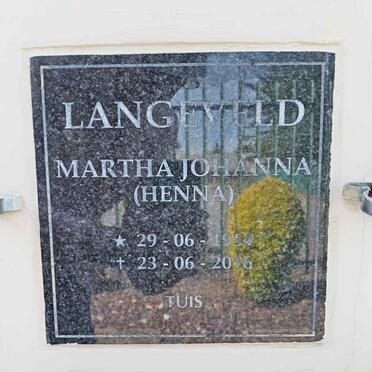 LANGEVELD
MARTHA JOHANNA
(HENNA)
★ 29 - 06 - 1934
† 23 - 06 - 2016
TUIS